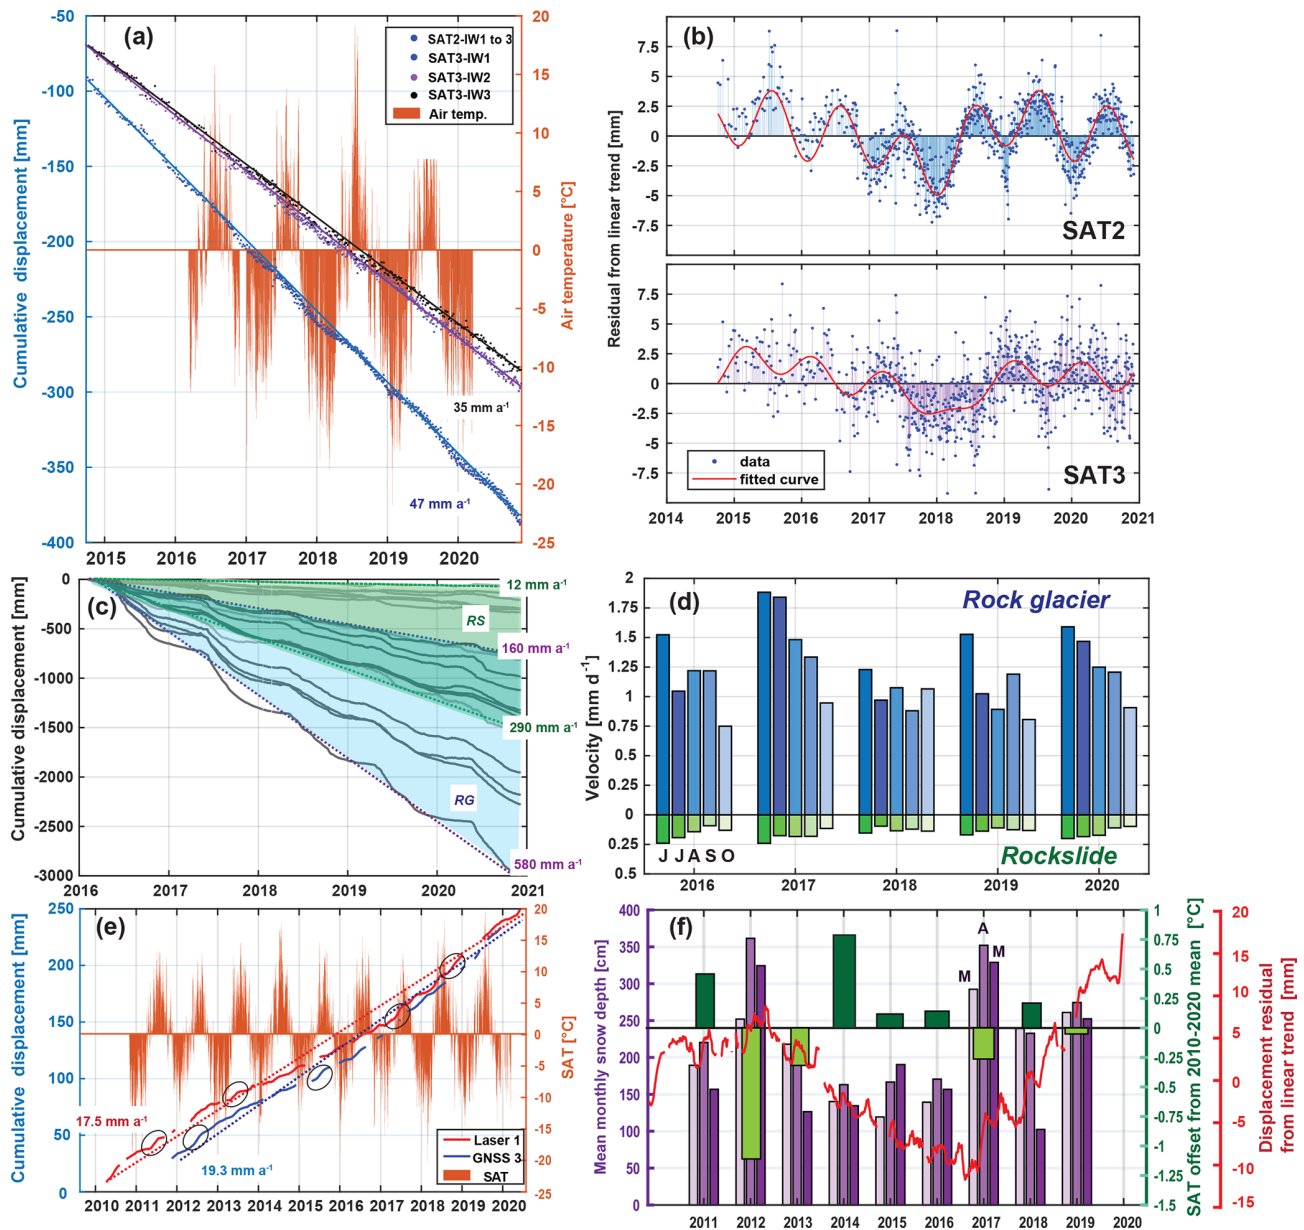 (a)
-50
-100
-150
-200
-250
-300
-350
-400
Cumulative displacement [mm]
20
15
10
5
0
-5
-10
-15
-20
-25
Air temperature [°C]
SAT2-IW1 to 3
SAT3-IW1
SAT3-IW2
SAT3-IW3
Air temp.
35 mm a-1
47 mm a-1
2015 2016 2017 2018 2019 2020
(b)
7.5
5
2.5
0
-2.5
-5
-7.5
SAT2
Residual from linear trend [mm]
7.5
5
2.5
0
-2.5
-5
-7.5
data
fitted curve
SAT3
2014 2015 2016 2017 2018 2019 2020 2021
(c)
0
-500
-1000
-1500
-2000
-2500
-3000
Cumulative displacement [mm]
12 mm a-1
RS
160 mm a-1
290 mm a-1
RG
580 mm a-1
2016 2017 2018 2019 2020 2021
(d)
2
1.75
1.5
1.25
1
0.75
0.5
0.25
0
0.25
0.5
Velocity [mm d-1]
Rock glacier
J J A S O
Rockslide
2016 2017 2018 2019 2020
(e)
250
200
150
100
50
0
Cumulative displacement [mm]
20
15
10
5
0
-5
-10
-15
-20
-25
SAT [°C]
17.5 mm a-1
19.3 mm a-1
Laser 1
GNSS 3
SAT
2010 2011 2012 2013 2014 2015 2016 2017 2018 2019 2020
(f)
400
350
300
250
200
150
100
50
0
Mean monthly snow depth [cm]
M
A
M
1
0.75
0.5
0.25
0
-0.25
-0.5
-0.75
-1
-1.25
-1.5
SAT offset from 2010-2020 mean [°C]
20
15
10
5
0
-5
-10
-15
Displacement residual
from linear trend [mm]
2011 2012 2013 2014 2015 2016 2017 2018 2019 2020